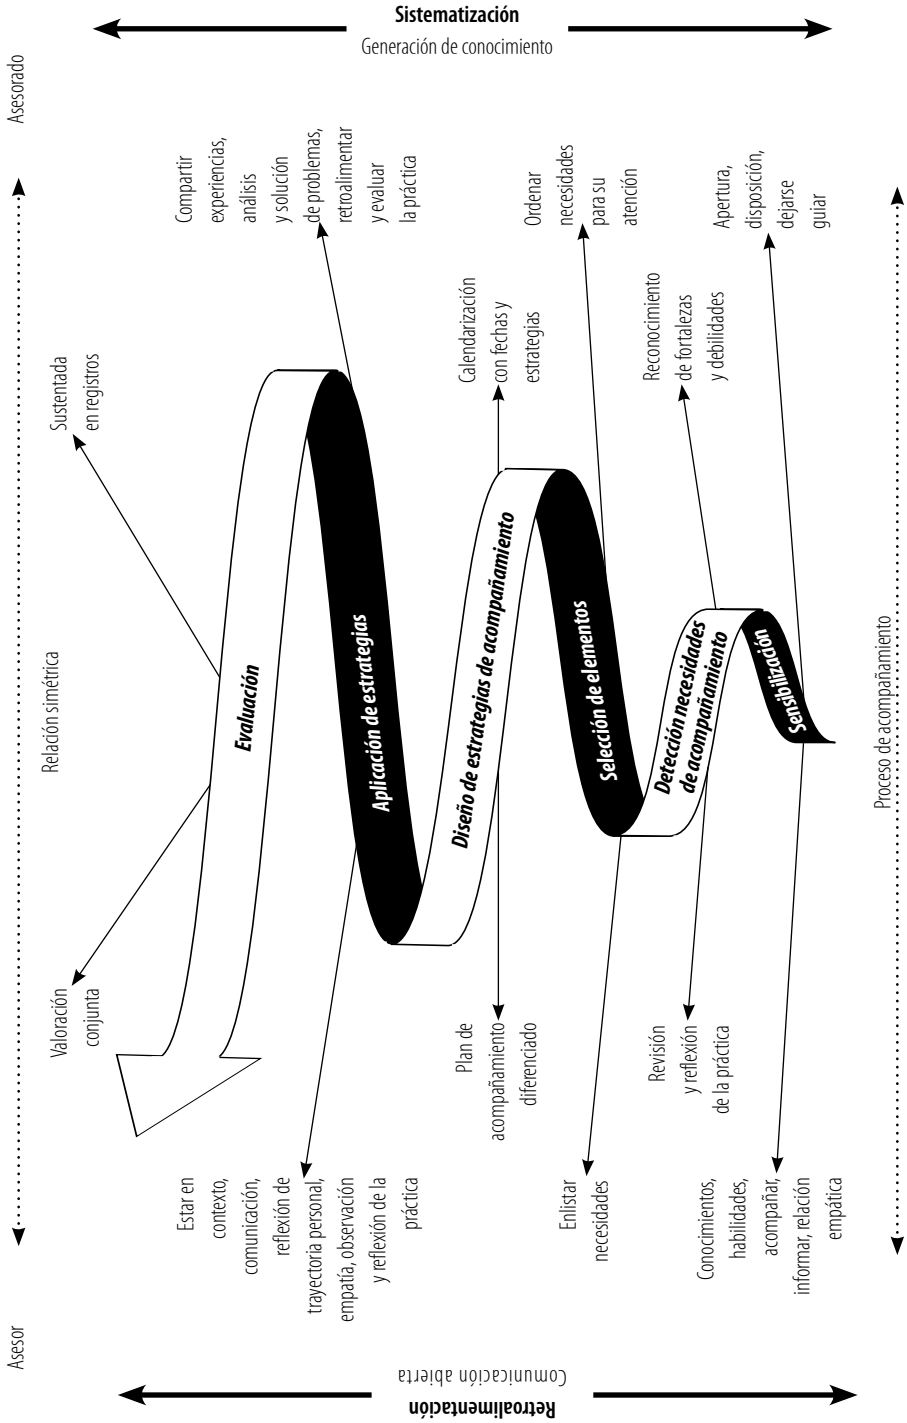 Asesor
Relación simétrica
Asesorado
Retroalimentación
Comunicación abierta
Sistematización
Generación de conocimiento
Valoración
conjunta
Sustentada
en registros
Evaluación
Estar en
contexto,
comunicación,
reflexión de
trayectoria personal,
empatía, observación
y reflexión de la
práctica
Aplicación de estrategias
Compartir
experiencias,
análisis
y solución
de problemas,
retroalimentar
y evaluar
la práctica
Plan de
acompañamiento
diferenciado
Diseño de estrategias de acompañamiento
Calendarización
con fechas y
estrategias
Enlistar
necesidades
Selección de elementos
Ordenar
necesidades
para su
atención
Revisión
y reflexión
de la práctica
Detección necesidades
de acompañamiento
Reconocimiento
de fortalezas
y debilidades
Conocimientos,
habilidades,
acompañar,
informar, relación
empática
Sensibilización
Apertura,
disposición,
dejarse
guiar
Proceso de acompañamiento